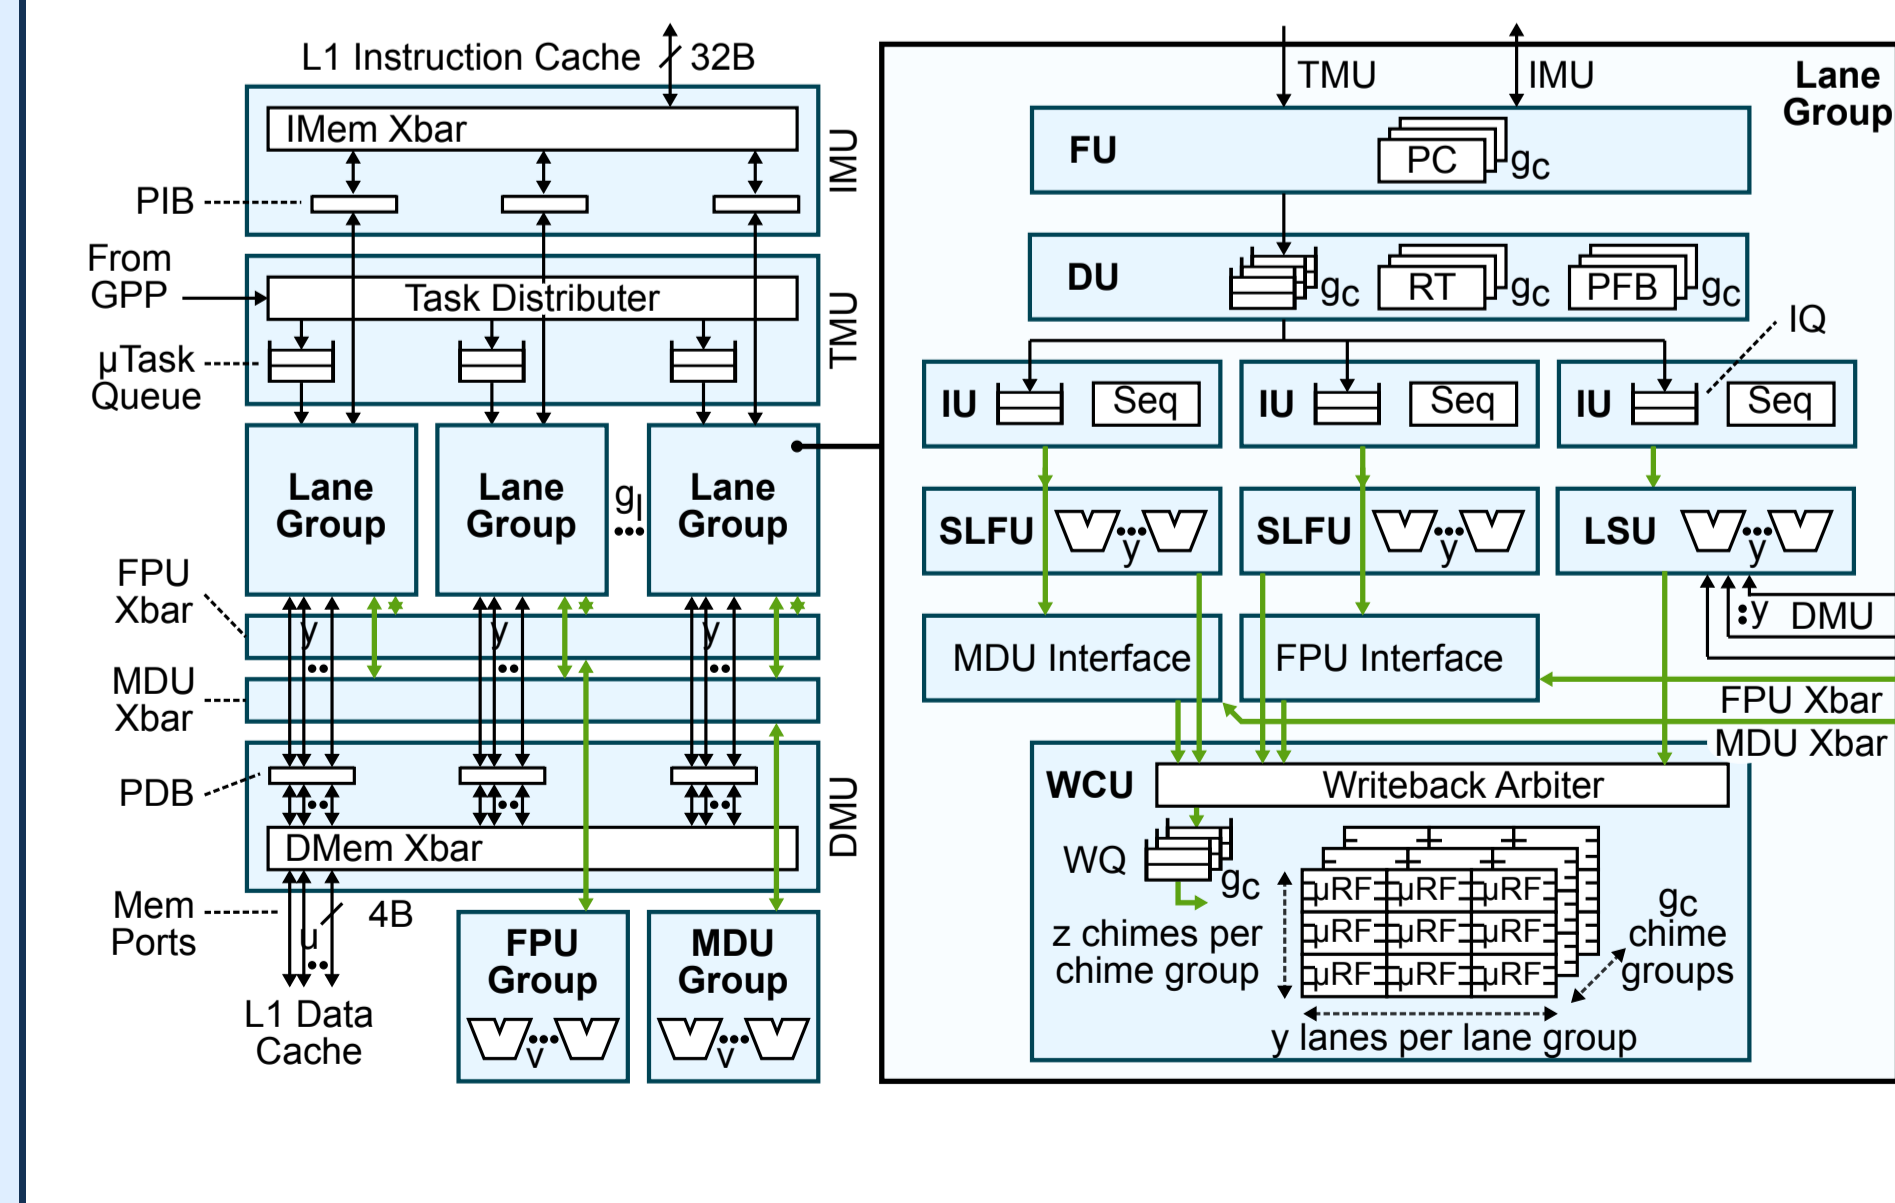 L1 Instruction Cache
32B
IMem Xbar
IMU
PIB
From
GPP
Task Distributer
TMU
µTask
Queue
Lane
Group
Lane
Group
gl
Lane
Group
FPU
Xbar
y
y
y
MDU
Xbar
PDB
DMU
DMem Xbar
Mem
Ports
µ
4B
L1 Data
Cache
FPU
Group
v
MDU
Group
v
TMU
IMU
Lane
Group
FU
PC
gc
DU
gc
RT
gc
PFB
gc
IQ
IU
Seq
IU
Seq
IU
Seq
SLFU
y
SLFU
y
LSU
y
y
DMU
MDU Interface
FPU Interface
FPU Xbar
MDU Xbar
WCU
Writeback Arbiter
WQ
gc
µRF µRF µRF
µRF µRF µRF
µRF µRF µRF
z chimes per
chime group
gc
chime
groups
y lanes per lane group